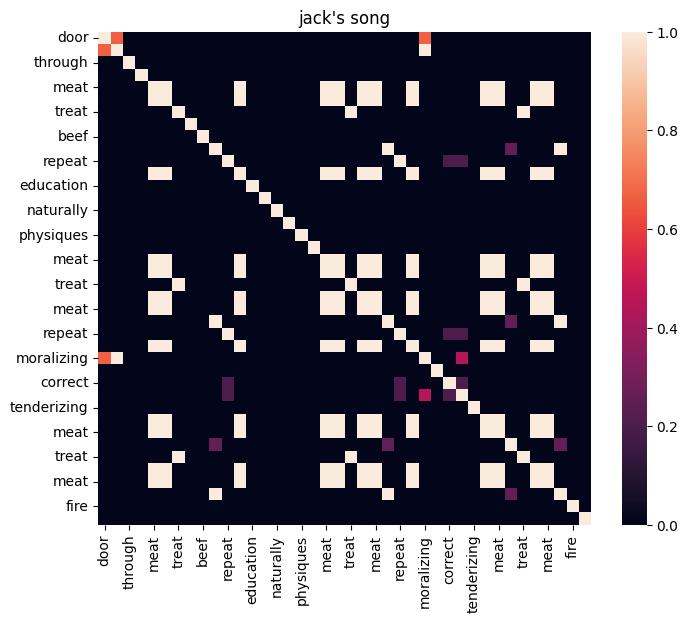 jack's song
door
through
meat
treat
beef
repeat
education
naturally
physiques
meat
treat
meat
repeat
moralizing
correct
tenderizing
meat
treat
meat
fire
door
through
meat
treat
beef
repeat
education
naturally
physiques
meat
treat
meat
repeat
moralizing
correct
tenderizing
meat
treat
meat
fire
1.0
0.8
0.6
0.4
0.2
0.0